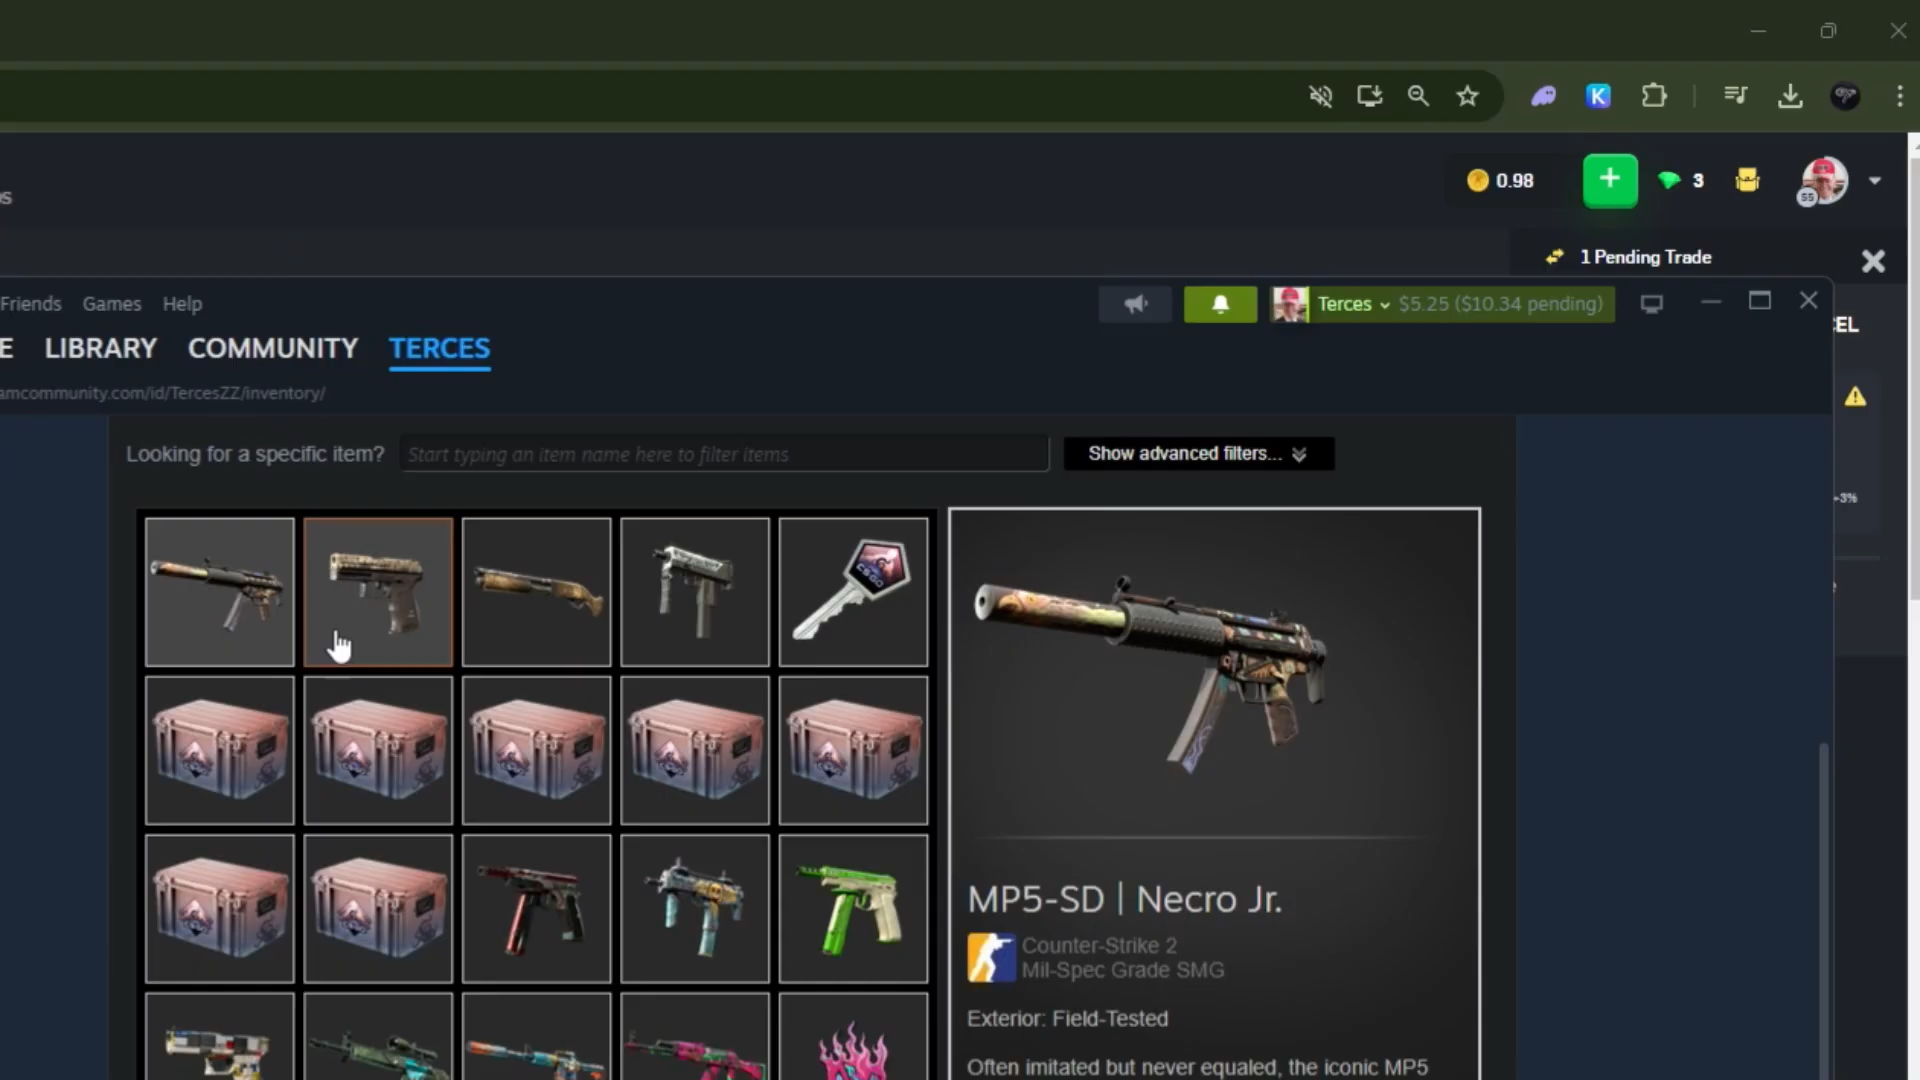 K
s
0.98
+
3
55
1 Pending Trade
Friends Games Help
Terces $5.25 ($10.34 pending)
E LIBRARY COMMUNITY TERCES
EL
amcommunity.com/id/TercesZZ/inventory/
Looking for a specific item? Start typing an item name here to filter items Show advanced filters...
+3%
CS GO
MP5-SD | Necro Jr.
Counter-Strike 2
Mil-Spec Grade SMG
Exterior: Field-Tested
Often imitated but never equaled, the iconic MP5